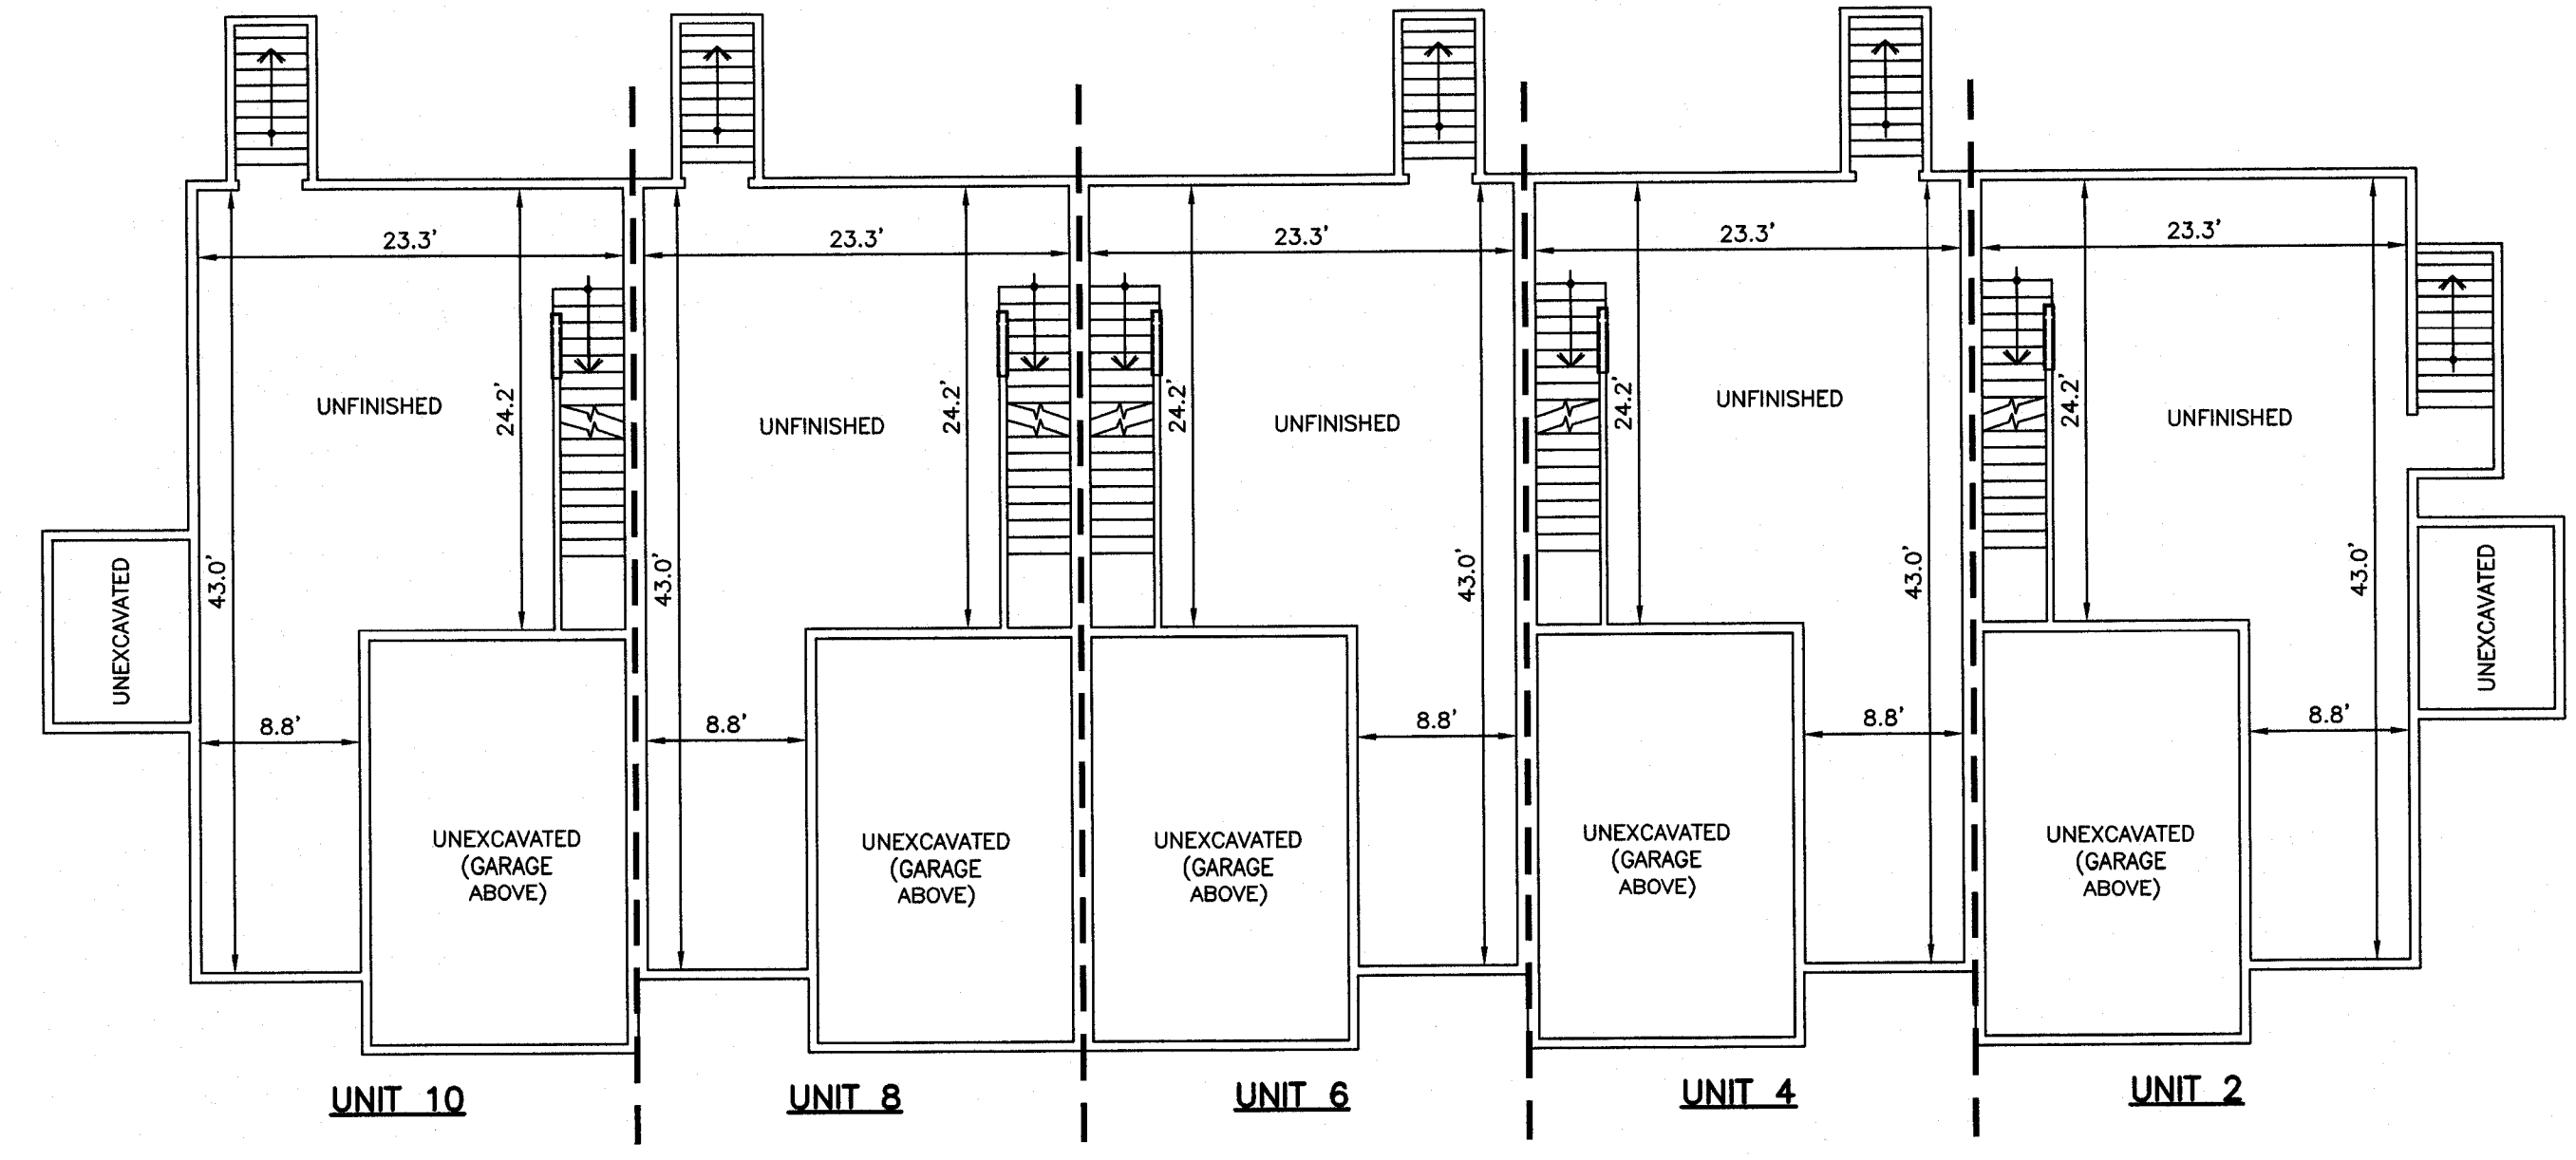 23.3'
23.3'
23.3'
23.3'
23.3'
24.2'
24.2'
24.2'
24.2'
24.2'
UNFINISHED
UNFINISHED
UNFINISHED
UNFINISHED
UNFINISHED
UNEXCAVATED
43.0'
43.0'
43.0'
43.0'
43.0'
UNEXCAVATED
8.8'
8.8'
8.8'
8.8'
8.8'
UNEXCAVATED
(GARAGE
ABOVE)
UNEXCAVATED
(GARAGE
ABOVE)
UNEXCAVATED
(GARAGE
ABOVE)
UNEXCAVATED
(GARAGE
ABOVE)
UNEXCAVATED
(GARAGE
ABOVE)
UNIT 10
UNIT 8
UNIT 6
UNIT 4
UNIT 2